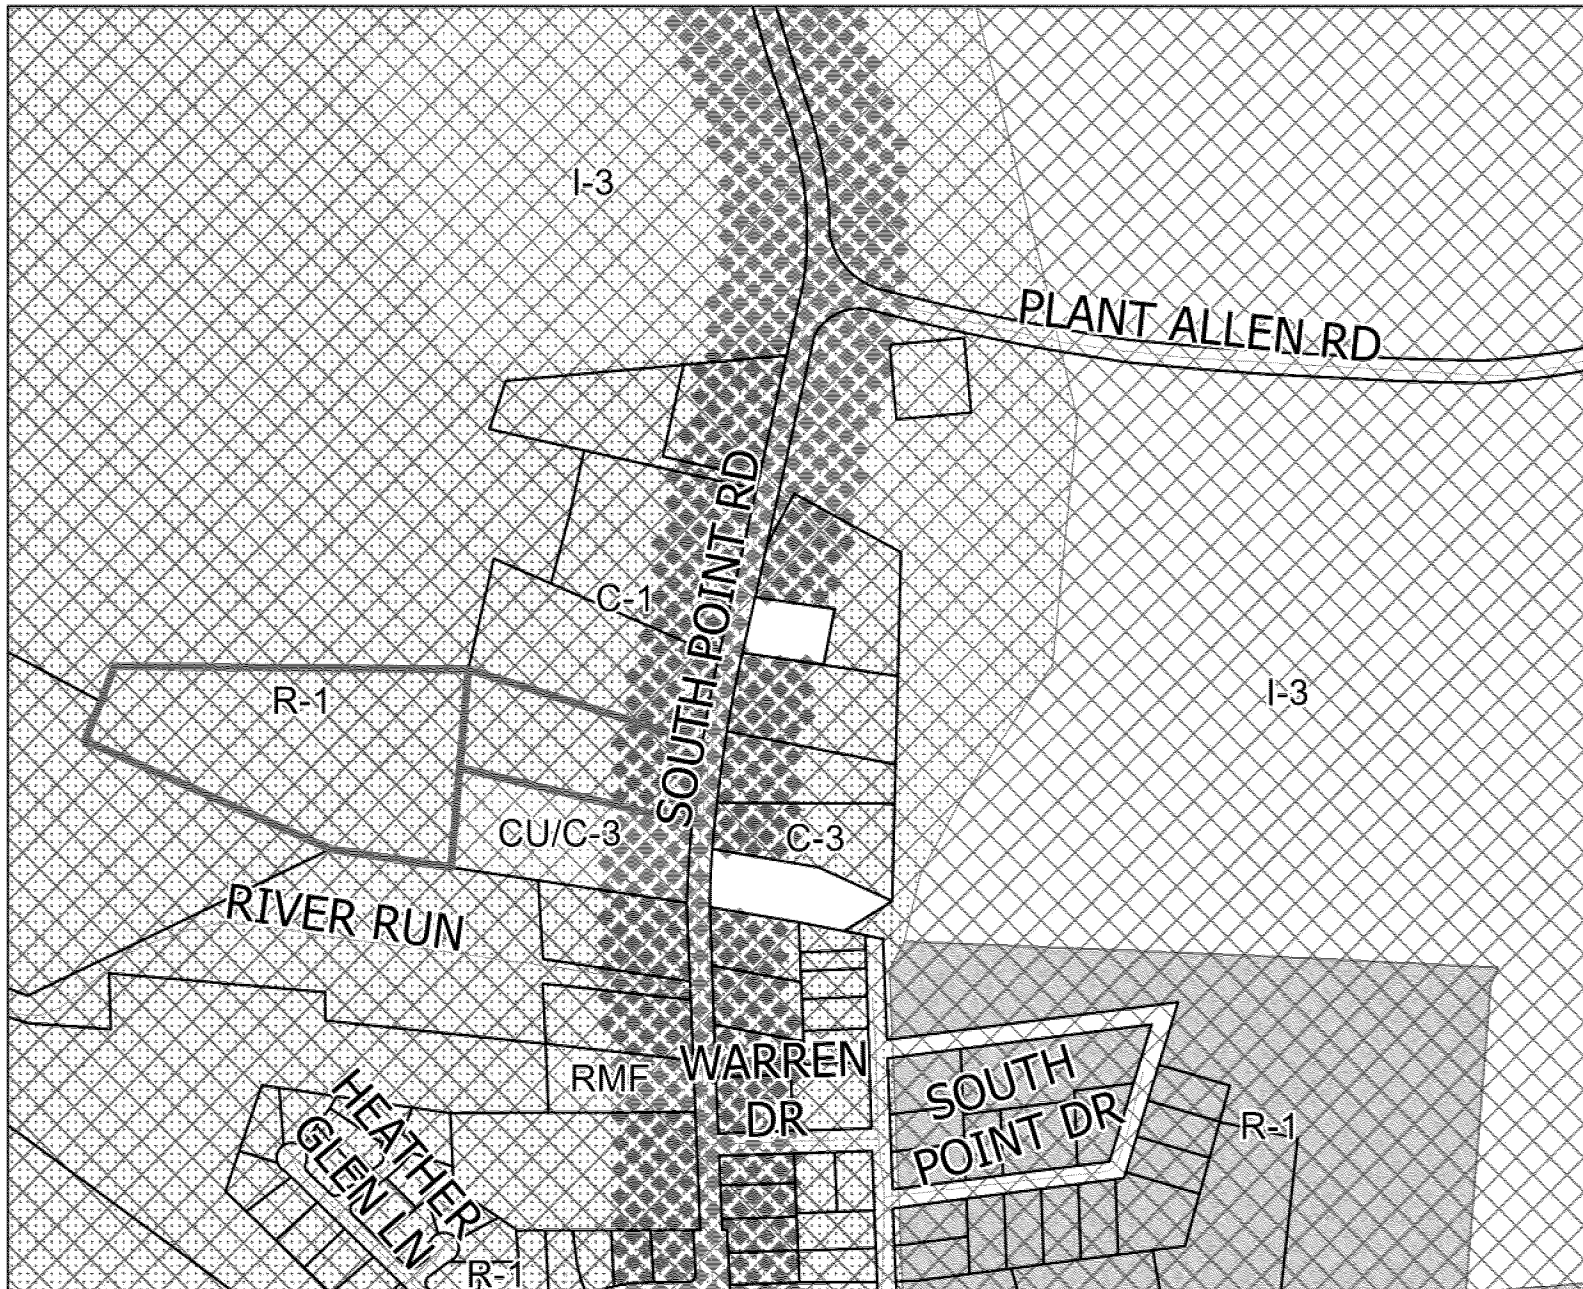 I-3
PLANT ALLEN RD
SOUTH POINT RD
C-1
R-1
I-3
CU/C-3
C-3
RIVER RUN
RMF
WARREN
DR
SOUTH
POINT DR
R-1
HEATHER
GLEN LN
R-1